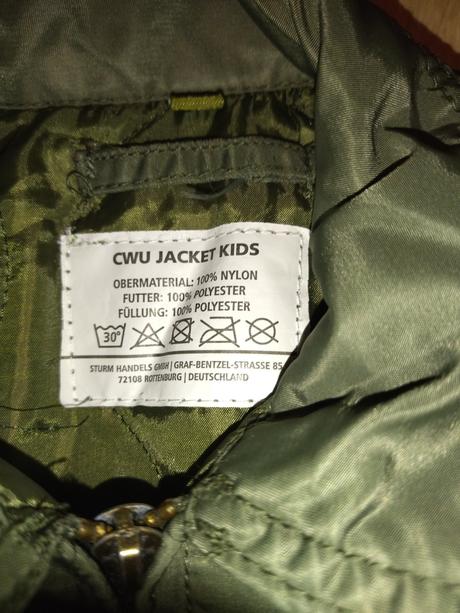 CWU JACKET KIDS
OBERMATERIAL: 100% NYLON
FUTTER: 100% POLYESTER
FÜLLUNG: 100% POLYESTER
30°
STURM HANDELS GMBH | GRAF-BENTZEL-STRASSE 85
72108 ROTTENBURG | DEUTSCHLAND